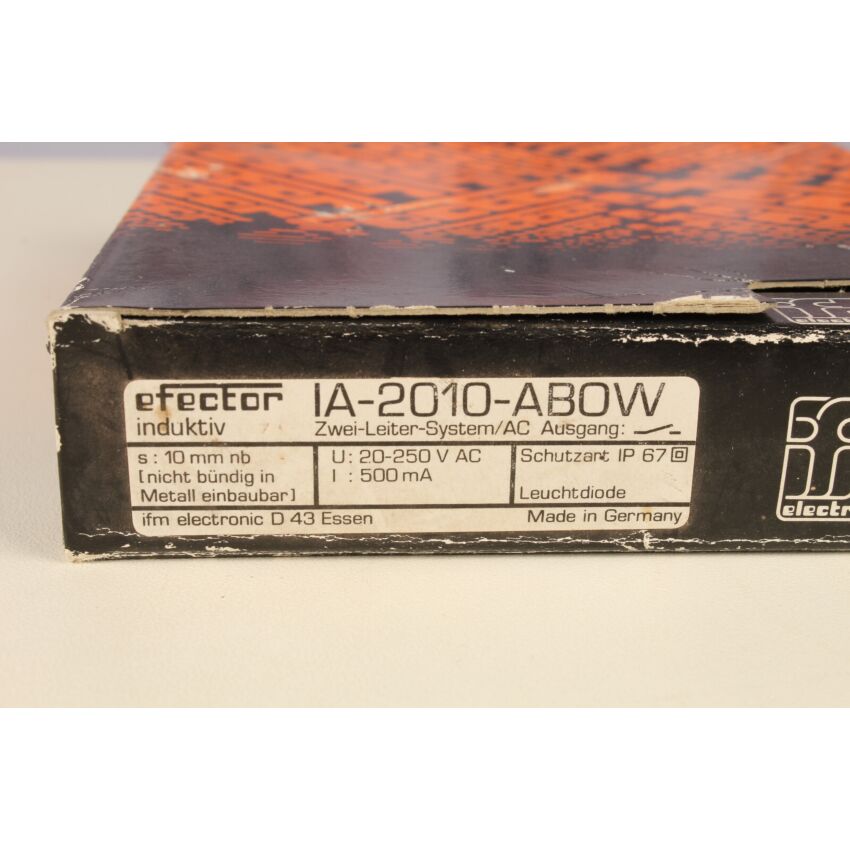 efector IA-2010-ABOW
induktiv Zwei-Leiter-System/AC Ausgang:
s : 10 mm nb
[nicht bündig in
Metall einbaubar]
U: 20-250 V AC
I : 500 mA
Schutzart IP 67
Leuchtdiode
ifm electronic D 43 Essen Made in Germany